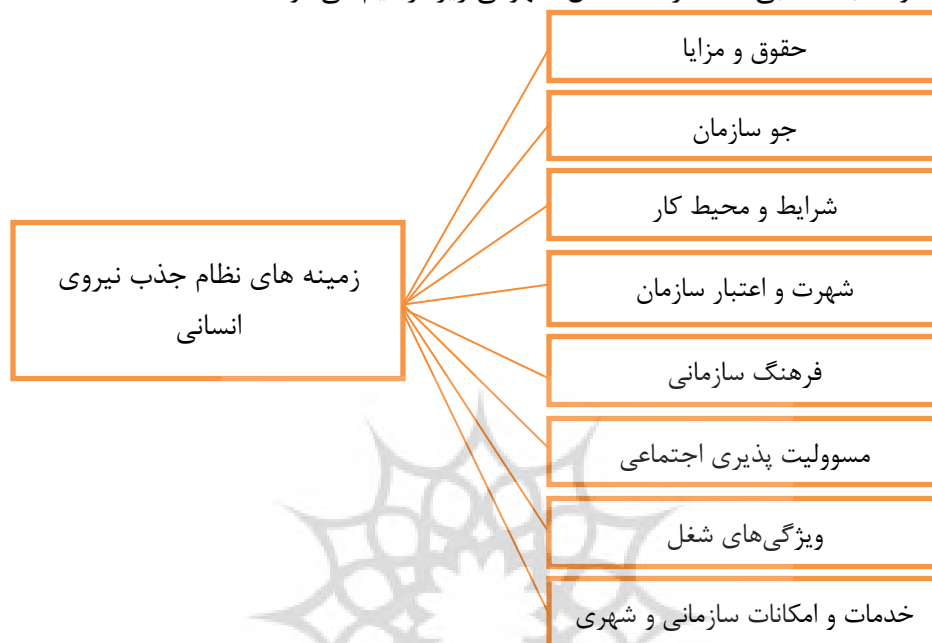 حقوق و مزایا
جو سازمان
شرایط و محیط کار
شهرت و اعتبار سازمان
فرهنگ سازمانی
مسوولیت پذیری اجتماعی
ویژگی‌های شغل
خدمات و امکانات سازمانی و شهری
زمینه های نظام جذب نیروی
انسانی